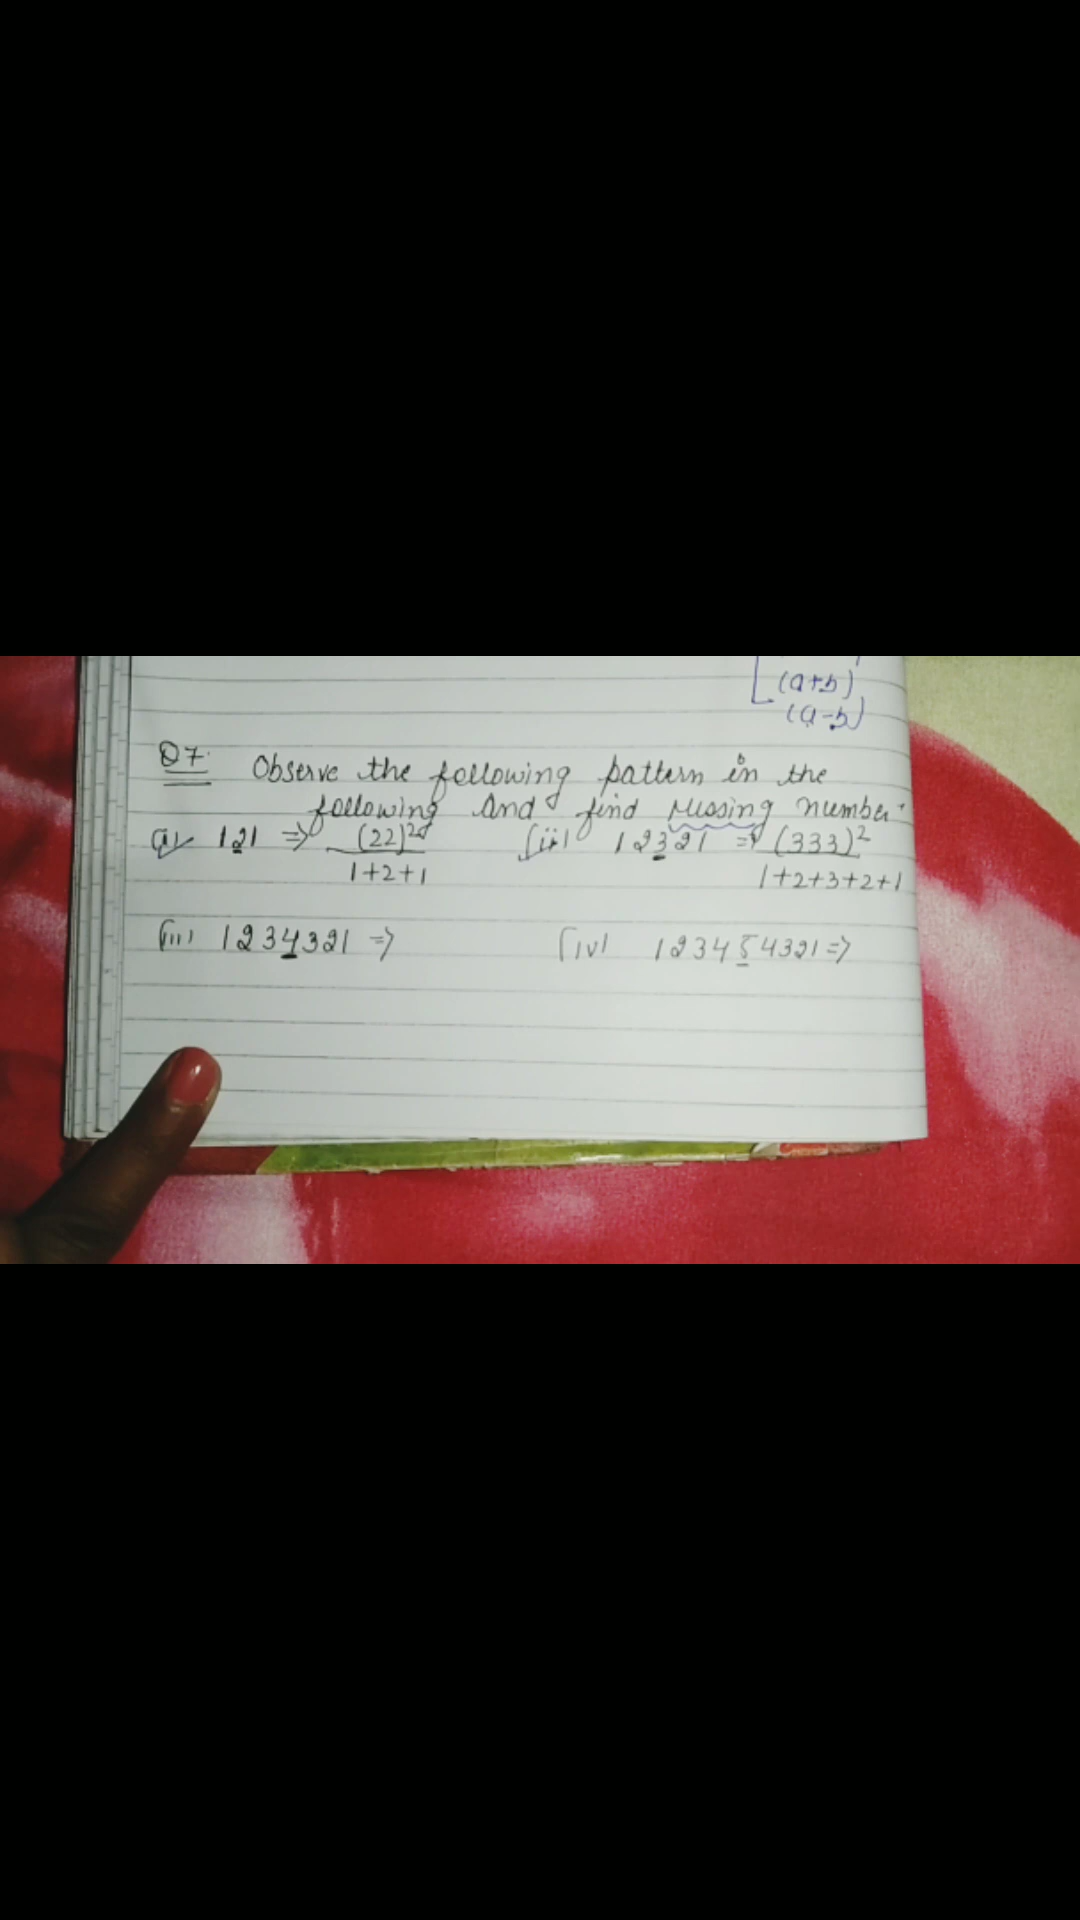 (a+b)
(a-b)
Q7. Observe the following pattern in the
following and find missing number.
121 => (22)² / 1+2+1 (ii) 12321 => (333)² / 1+2+3+2+1
(iii) 1234321 => (iv) 123454321 =>